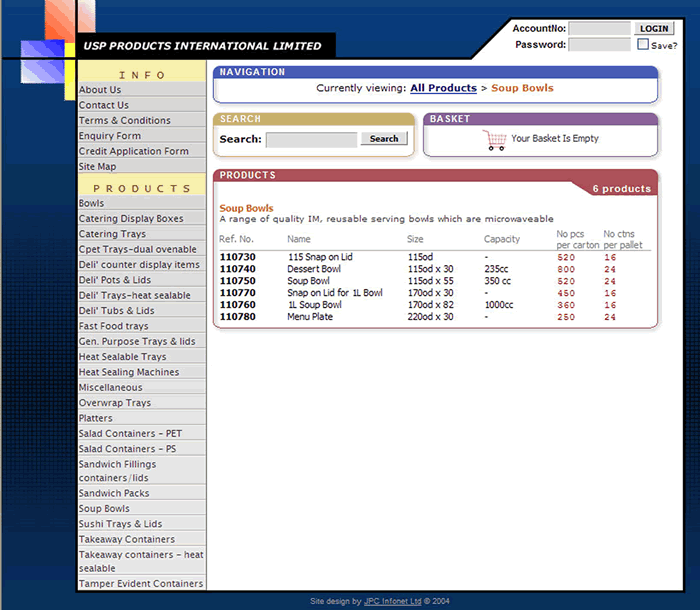 AccountNo: LOGIN
Password: Save?
USP PRODUCTS INTERNATIONAL LIMITED
INFO
About Us
Contact Us
Terms & Conditions
Enquiry Form
Credit Application Form
Site Map
PRODUCTS
Bowls
Catering Display Boxes
Catering Trays
Cpet Trays-dual ovenable
Deli' counter display items
Deli' Pots & Lids
Deli' Trays-heat sealable
Deli' Tubs & Lids
Fast Food trays
Gen. Purpose Trays & lids
Heat Sealable Trays
Heat Sealing Machines
Miscellaneous
Overwrap Trays
Platters
Salad Containers - PET
Salad Containers - PS
Sandwich Fillings
containers/lids
Sandwich Packs
Soup Bowls
Sushi Trays & Lids
Takeaway Containers
Takeaway containers - heat
sealable
Tamper Evident Containers
NAVIGATION
Currently viewing: All Products > Soup Bowls
SEARCH
Search: Search
BASKET
Your Basket Is Empty
PRODUCTS
6 products
Soup Bowls
A range of quality IM, reusable serving bowls which are microwaveable
Ref. No. Name Size Capacity No pcs per carton No ctns per pallet
110730 115 Snap on Lid 115od - 520 16
110740 Dessert Bowl 115od x 30 235cc 800 24
110750 Soup Bowl 115od x 55 350 cc 520 24
110770 Snap on Lid for 1L Bowl 170od x 30 - 450 16
110760 1L Soup Bowl 170od x 82 1000cc 360 16
110780 Menu Plate 220od x 30 - 250 24
Site design by JPC Infonet Ltd © 2004